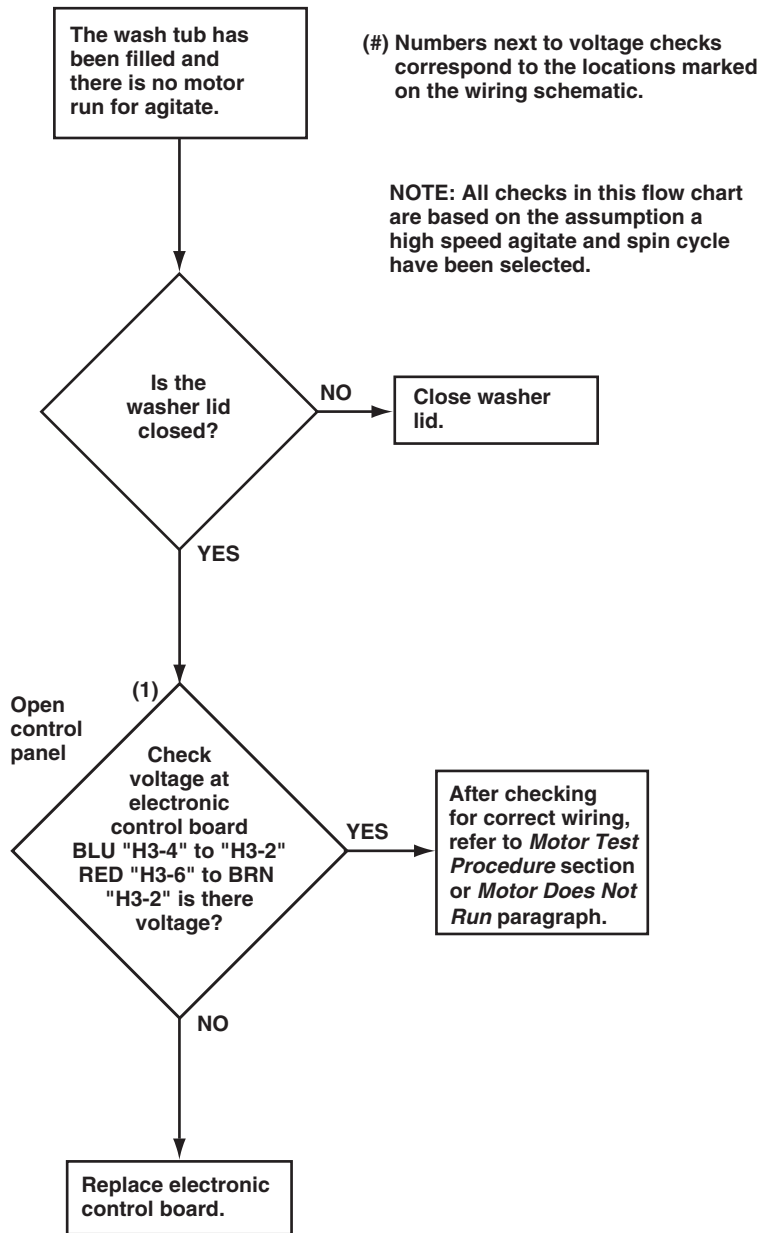 The wash tub has
been filled and
there is no motor
run for agitate.
(#) Numbers next to voltage checks
correspond to the locations marked
on the wiring schematic.
NOTE: All checks in this flow chart
are based on the assumption a
high speed agitate and spin cycle
have been selected.
Is the
washer lid
closed?
NO
Close washer
lid.
YES
(1)
Open
control
panel
Check
voltage at
electronic
control board
BLU "H3-4" to "H3-2"
RED "H3-6" to BRN
"H3-2" is there
voltage?
YES
After checking
for correct wiring,
refer to Motor Test
Procedure section
or Motor Does Not
Run paragraph.
NO
Replace electronic
control board.